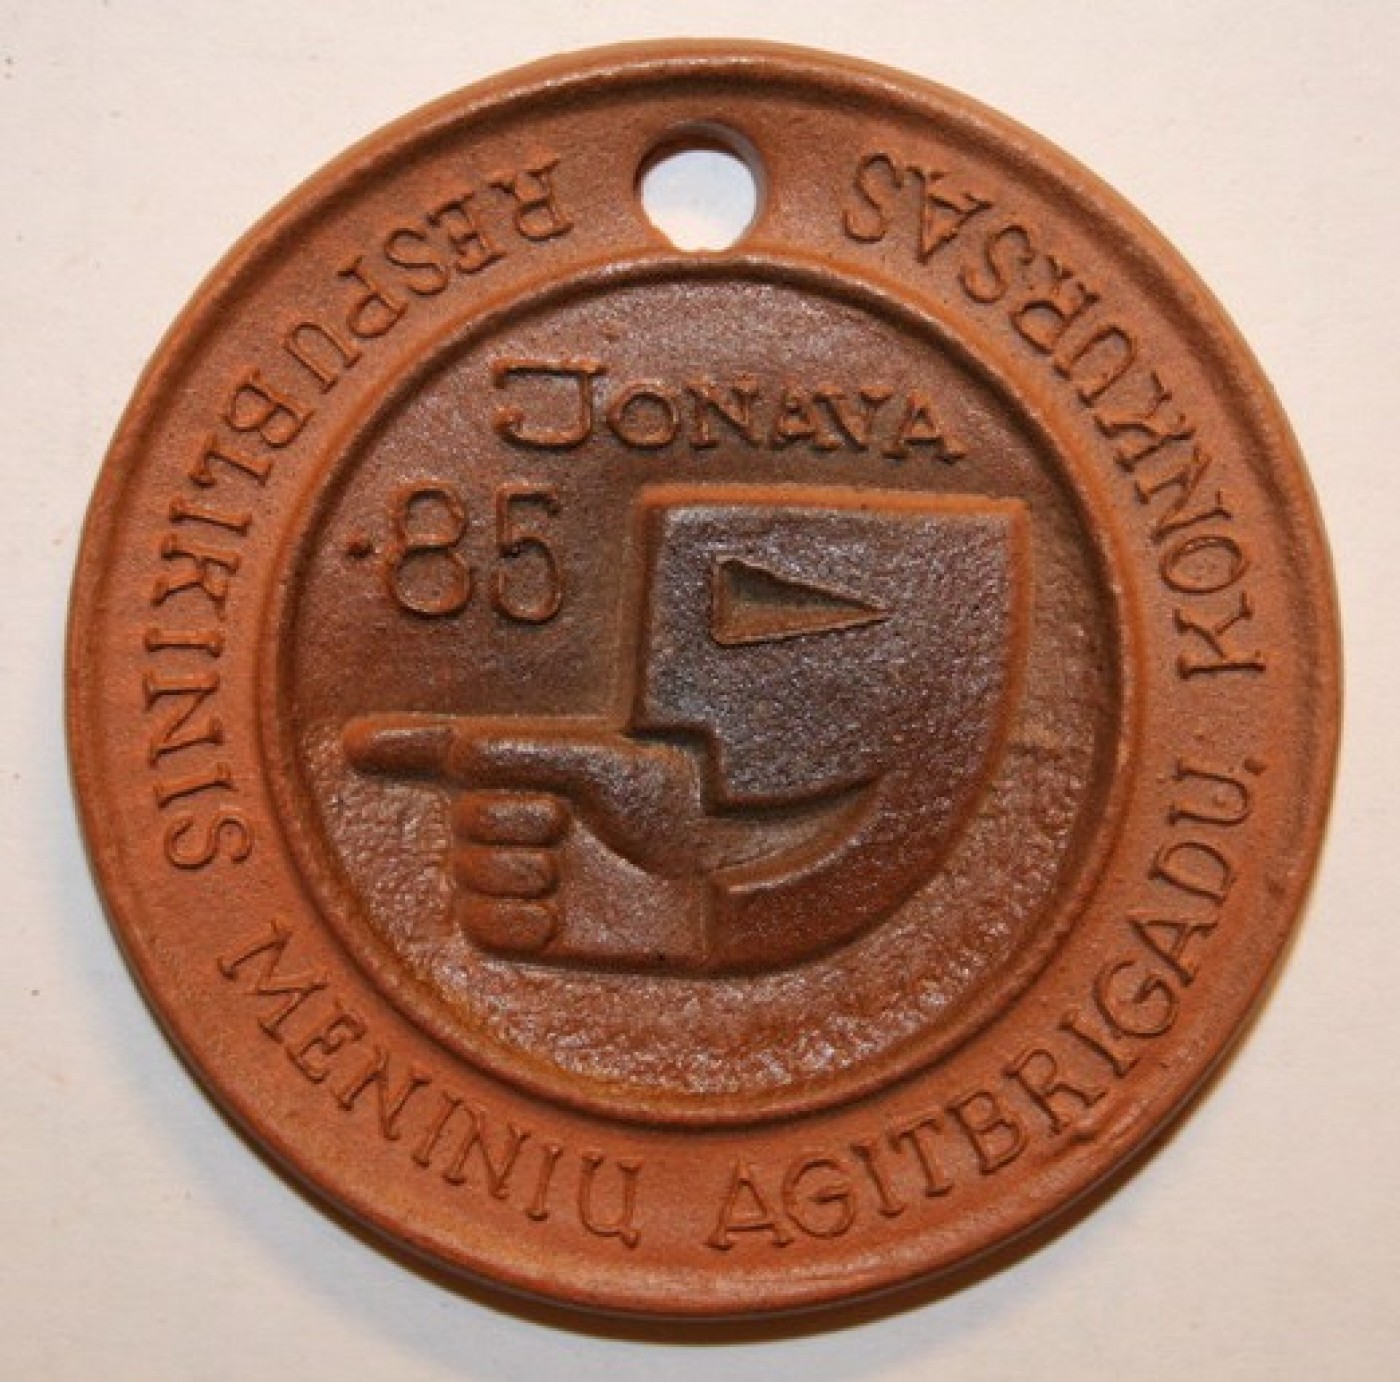 RESPUBLIKINIS MENINIŲ AGITBRIGADŲ KONKURSAS
JONAVA
'85